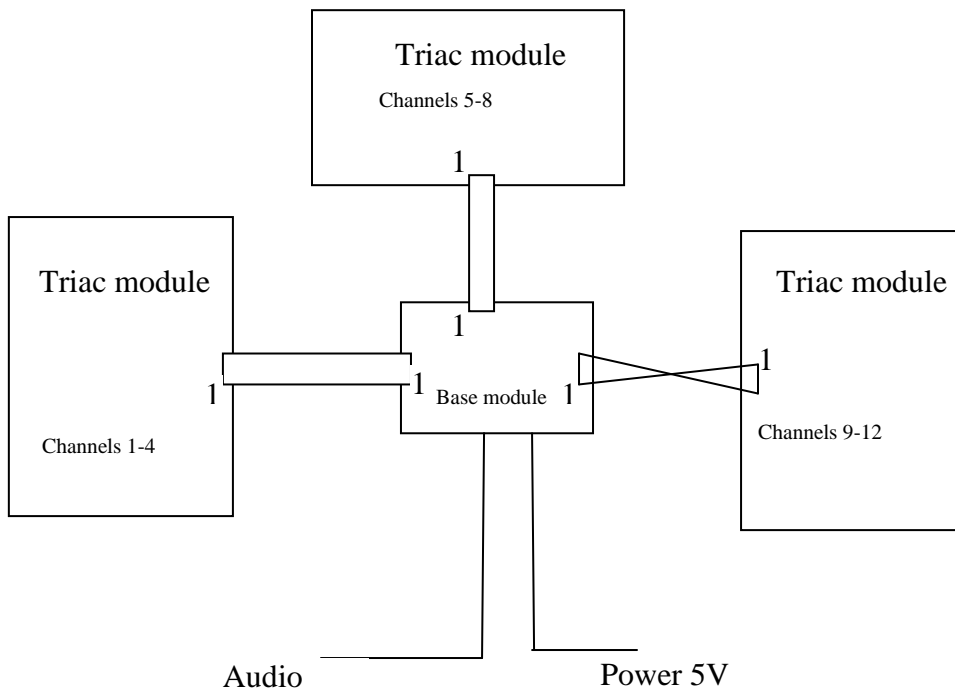 Triac module
Channels 5-8
1
1
Triac module
1
1
Channels 1-4
Base module
1
Triac module
1
Channels 9-12
Audio
Power 5V